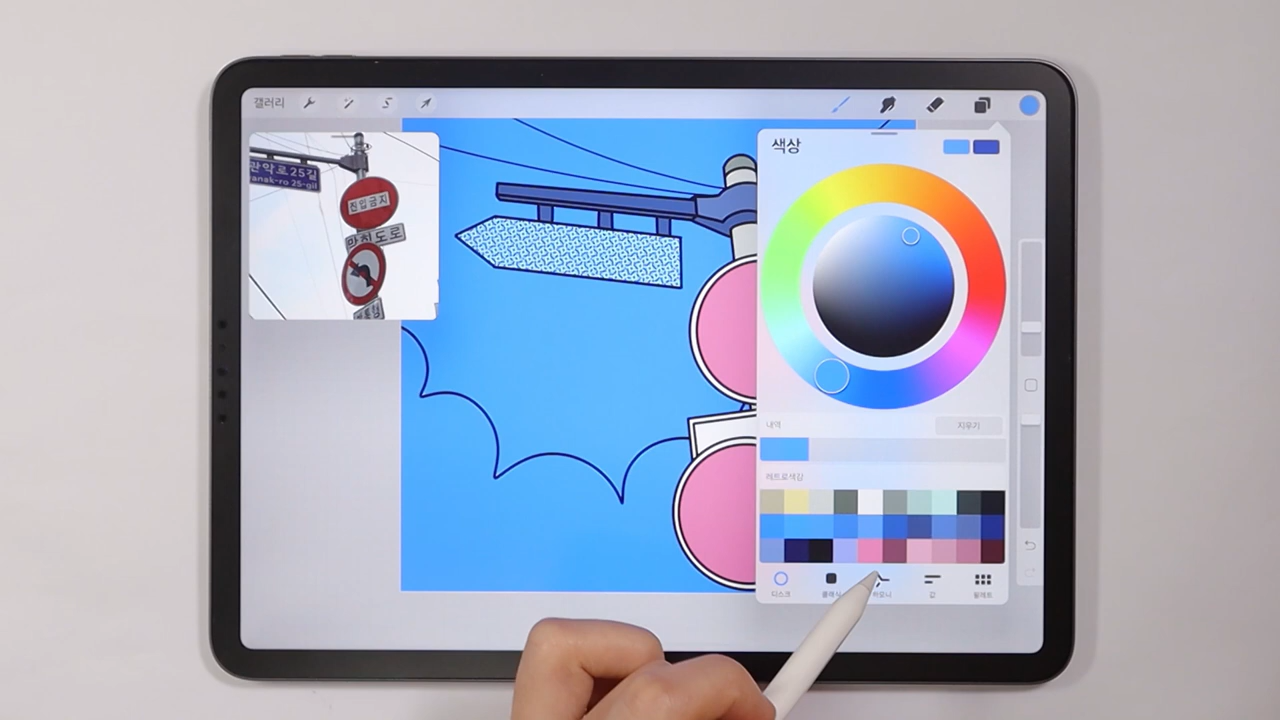 갤러리
관악로25길
anak-ro 25-gil
진입금지
망치도로
색상
내역
지우기
레트로색감
디스크
클래식
하모니
값
팔레트